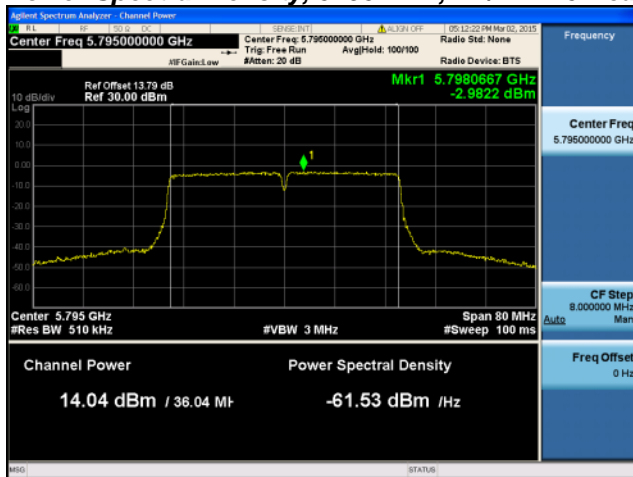 Agilent Spectrum Analyzer - Channel Power
RL RF 50 Ω DC SENSE:INT ALIGN OFF 05:12:22 PM Mar 02, 2015
Center Freq 5.795000000 GHz
Center Freq: 5.795000000 GHz
Radio Std: None
Trig: Free Run Avg|Hold: 100/100
#IFGain:Low #Atten: 20 dB Radio Device: BTS
Frequency
Mkr1 5.7980667 GHz
-2.9822 dBm
Ref Offset 13.79 dB
10 dB/div Ref 30.00 dBm
Log
20.0
10.0
0.00
-10.0
-20.0
-30.0
-40.0
-50.0
-60.0
1
Center 5.795 GHz Span 80 MHz
#Res BW 510 kHz #VBW 3 MHz #Sweep 100 ms
Center Freq
5.795000000 GHz
CF Step
8.000000 MHz
Auto Man
Freq Offset
0 Hz
Channel Power Power Spectral Density
14.04 dBm / 36.04 MH -61.53 dBm /Hz
MSG STATUS